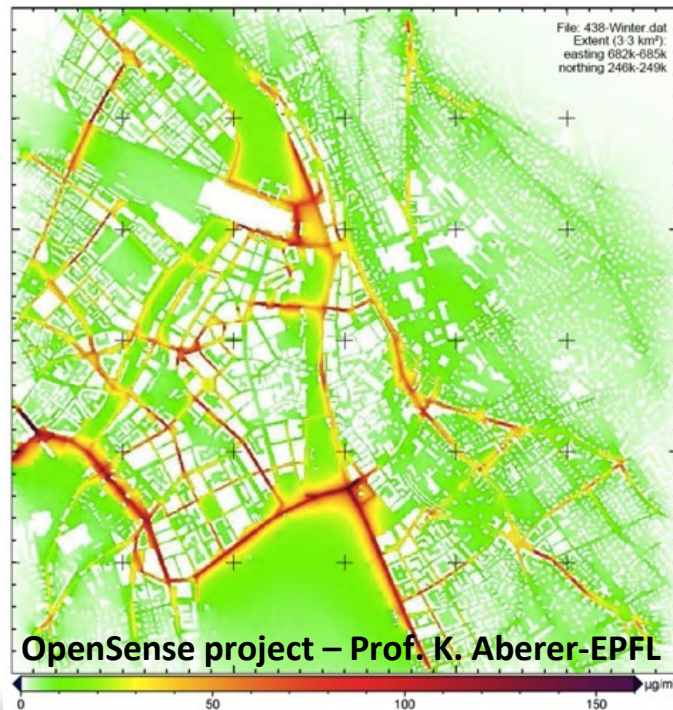 File: 438-Winter.dat
Extent (3·3 km²):
easting 682k-685k
northing 246k-249k
OpenSense project – Prof. K. Aberer-EPFL
0 50 100 150 µg/m